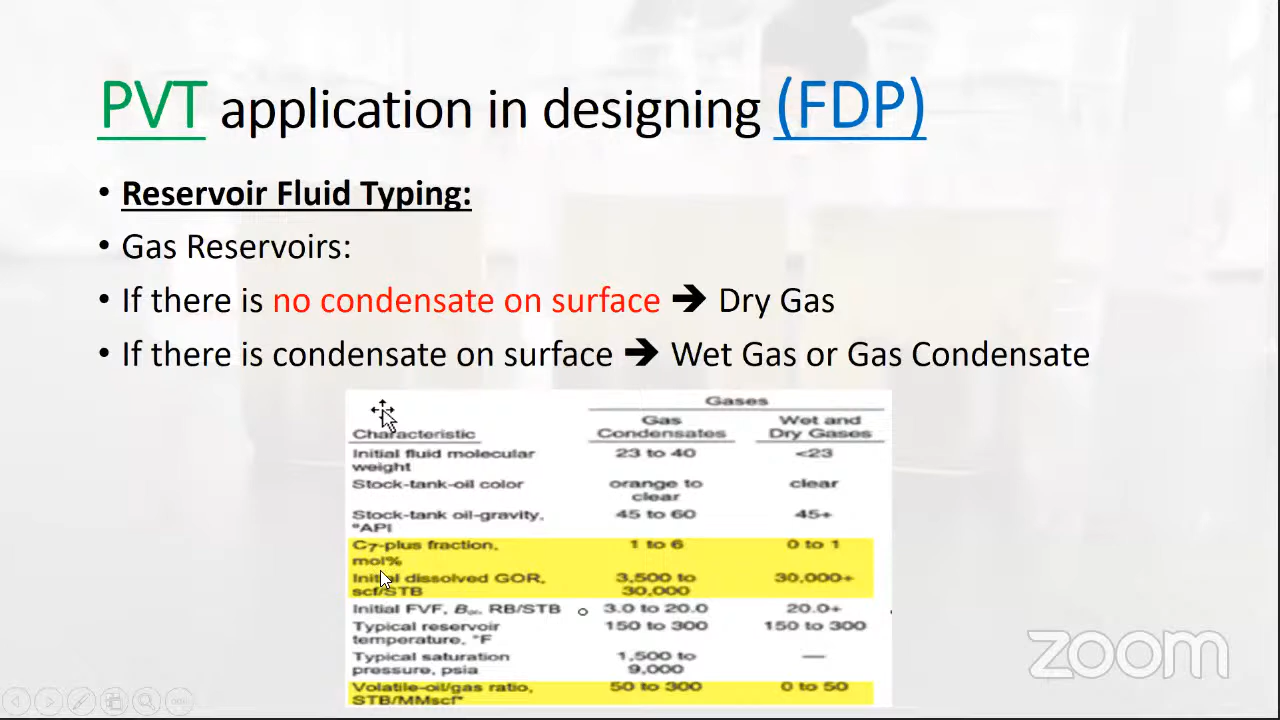 PVT application in designing (FDP)
• Reservoir Fluid Typing:
• Gas Reservoirs:
• If there is no condensate on surface ➔ Dry Gas
• If there is condensate on surface ➔ Wet Gas or Gas Condensate
Gases
Characteristic Gas Condensates Wet and Dry Gases
Initial fluid molecular weight 23 to 40 <23
Stock-tank-oil color orange to clear clear
Stock-tank oil-gravity, °API 45 to 60 45+
C7-plus fraction, mol% 1 to 6 0 to 1
Initial dissolved GOR, scf/STB 3,500 to 30,000 30,000+
Initial FVF, RB/STB 3.0 to 20.0 20.0+
Typical reservoir temperature, °F 150 to 300 150 to 300
Typical saturation pressure, psia 1,500 to 9,000 —
Volatile-oil/gas ratio, STB/MMscf* 50 to 300 0 to 50
zoom